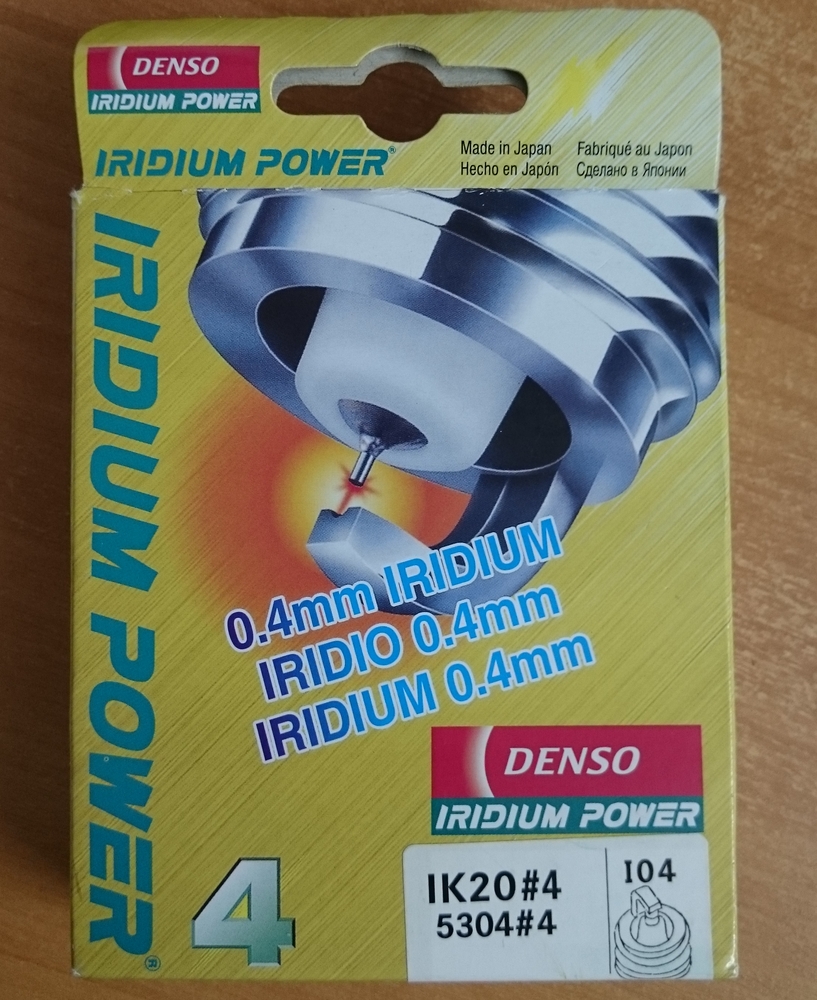 DENSO
IRIDIUM POWER
IRIDIUM POWER®
Made in Japan Fabriqué au Japon
Hecho en Japón Сделано в Японии
IRIDIUM POWER®
0.4mm IRIDIUM
IRIDIO 0.4mm
IRIDIUM 0.4mm
DENSO
IRIDIUM POWER
4
IK20#4
5304#4
I04